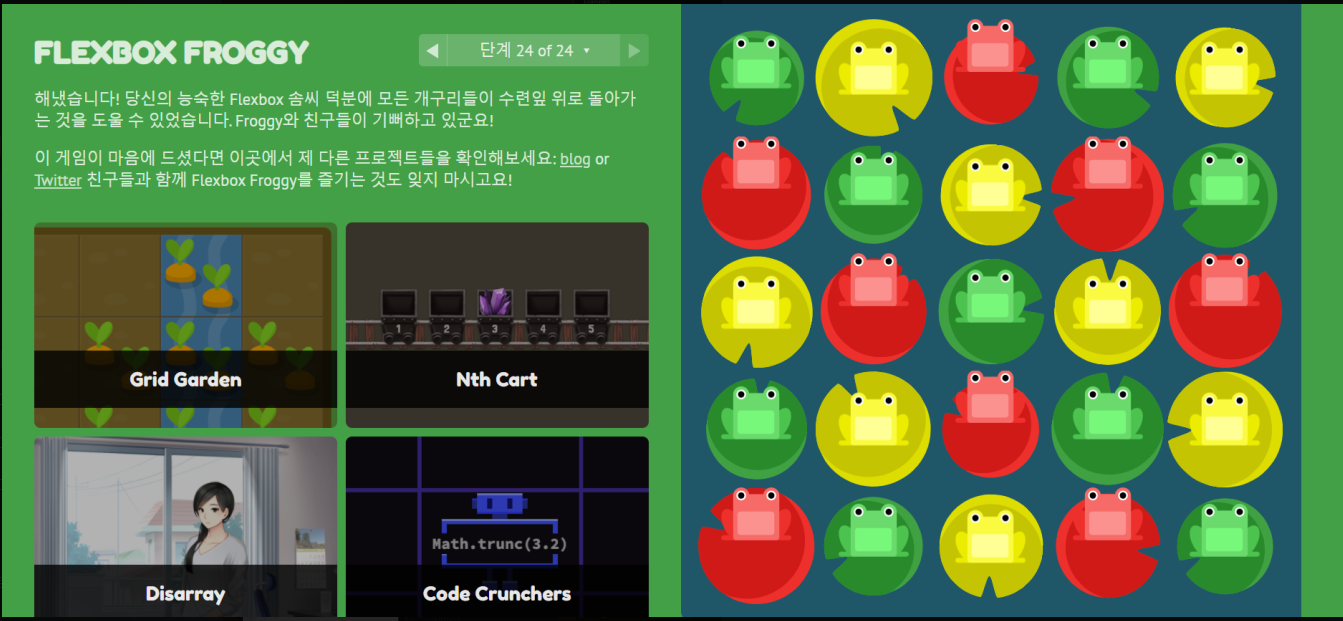 FLEXBOX FROGGY
◀ 단계 24 of 24 ▾ ▶
해냈습니다! 당신의 능숙한 Flexbox 솜씨 덕분에 모든 개구리들이 수련잎 위로 돌아가
는 것을 도울 수 있었습니다. Froggy와 친구들이 기뻐하고 있군요!
이 게임이 마음에 드셨다면 이곳에서 제 다른 프로젝트들을 확인해보세요: blog or
Twitter 친구들과 함께 Flexbox Froggy를 즐기는 것도 잊지 마시고요!
1 2 3 4 5
Grid Garden
Nth Cart
Math.trunc(3.2)
Disarray
Code Crunchers